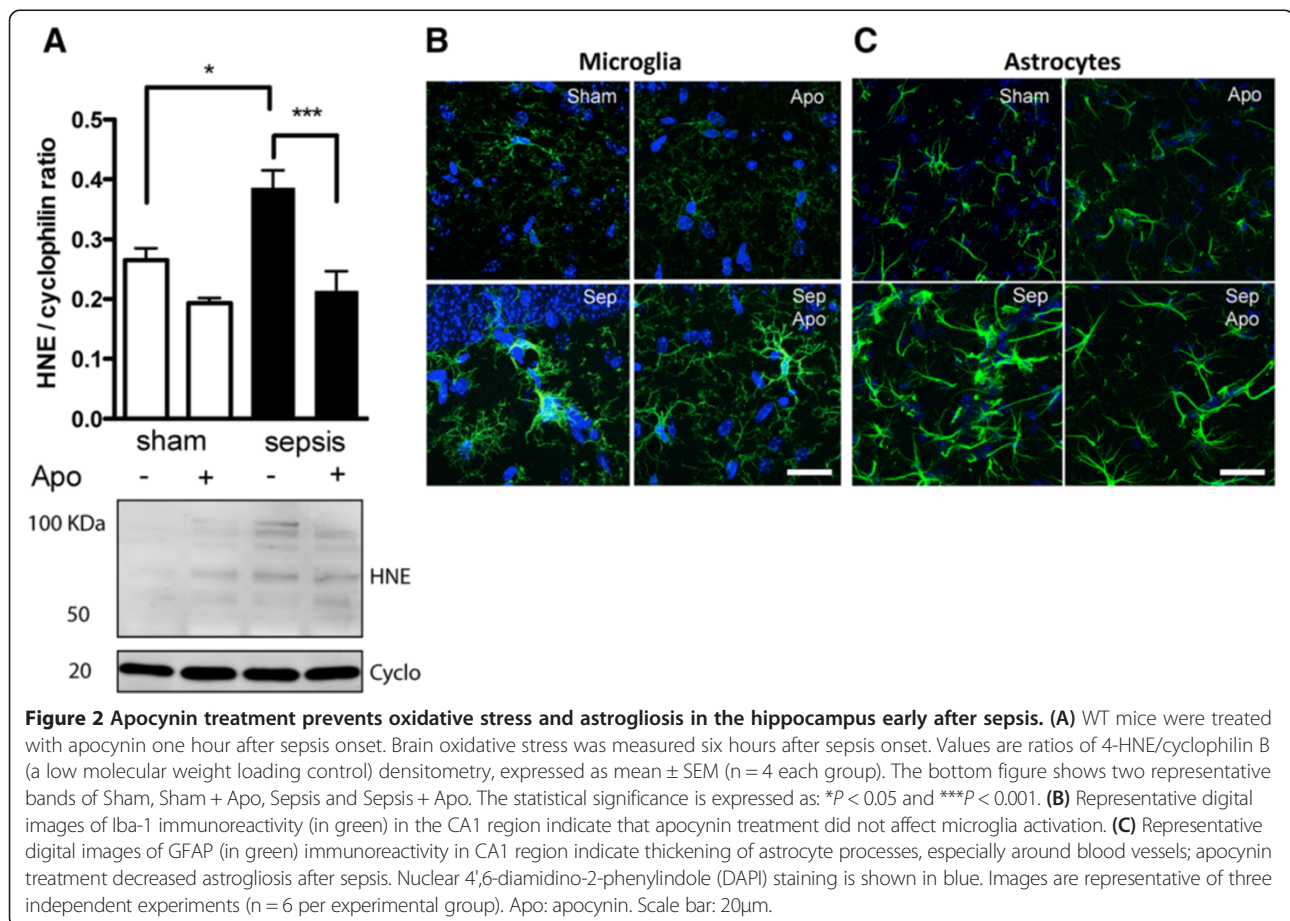 A
B
C
Microglia
Astrocytes
*
***
HNE / cyclophilin ratio
0.5
0.4
0.3
0.2
0.1
0.0
sham
sepsis
Apo - + - +
100 KDa
50
HNE
20
Cyclo
Sham
Apo
Sep
Sep
Apo
Sham
Apo
Sep
Sep
Apo
Figure 2 Apocynin treatment prevents oxidative stress and astrogliosis in the hippocampus early after sepsis. (A) WT mice were treated
with apocynin one hour after sepsis onset. Brain oxidative stress was measured six hours after sepsis onset. Values are ratios of 4-HNE/cyclophilin B
(a low molecular weight loading control) densitometry, expressed as mean ± SEM (n = 4 each group). The bottom figure shows two representative
bands of Sham, Sham + Apo, Sepsis and Sepsis + Apo. The statistical significance is expressed as: *P < 0.05 and ***P < 0.001. (B) Representative digital
images of Iba-1 immunoreactivity (in green) in the CA1 region indicate that apocynin treatment did not affect microglia activation. (C) Representative
digital images of GFAP (in green) immunoreactivity in CA1 region indicate thickening of astrocyte processes, especially around blood vessels; apocynin
treatment decreased astrogliosis after sepsis. Nuclear 4',6-diamidino-2-phenylindole (DAPI) staining is shown in blue. Images are representative of three
independent experiments (n = 6 per experimental group). Apo: apocynin. Scale bar: 20μm.